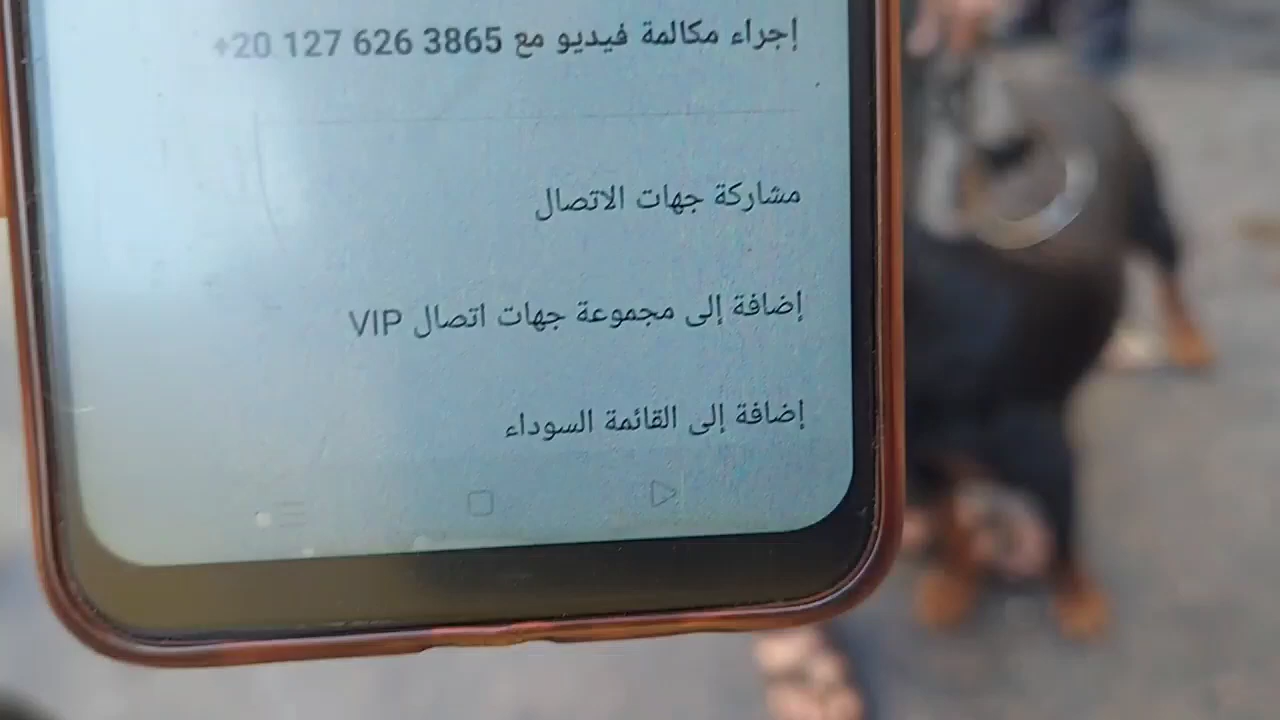 إجراء مكالمة فيديو مع ‎+20 127 626 3865
مشاركة جهات الاتصال
إضافة إلى مجموعة جهات اتصال VIP
إضافة إلى القائمة السوداء